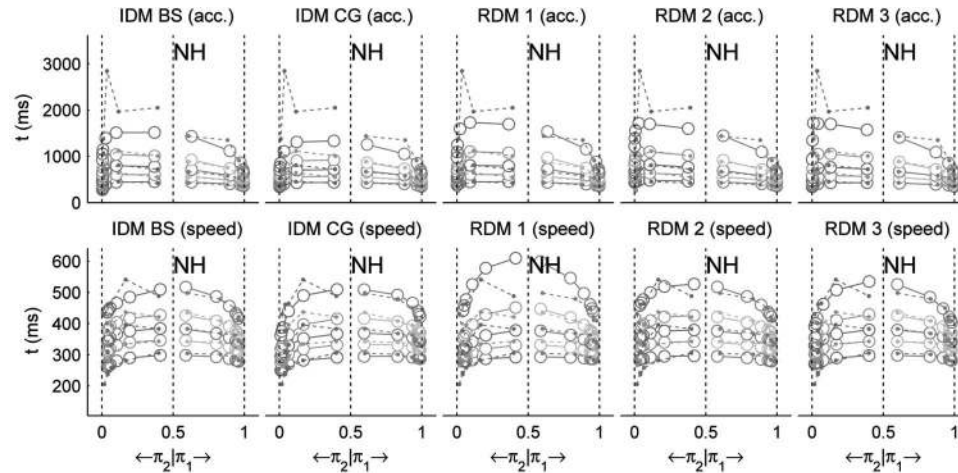 IDM BS (acc.) IDM CG (acc.) RDM 1 (acc.) RDM 2 (acc.) RDM 3 (acc.)
NH NH NH NH NH
3000
2000
t (ms)
1000
0
IDM BS (speed) IDM CG (speed) RDM 1 (speed) RDM 2 (speed) RDM 3 (speed)
NH NH NH NH NH
600
500
t (ms)
400
300
200
0 0.5 1 0 0.5 1 0 0.5 1 0 0.5 1 0 0.5 1
←π₂|π₁→ ←π₂|π₁→ ←π₂|π₁→ ←π₂|π₁→ ←π₂|π₁→